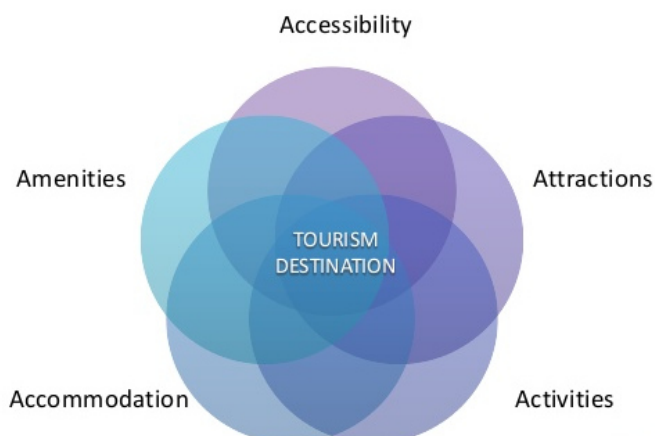 Accessibility
Amenities
Attractions
TOURISM
DESTINATION
Accommodation
Activities